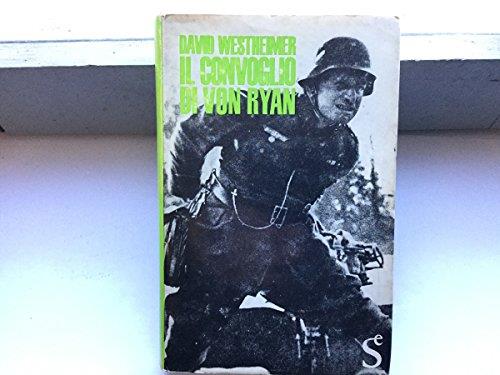 DAVID WESTHEIMER
IL CONVOGLIO
DI VON RYAN
Se